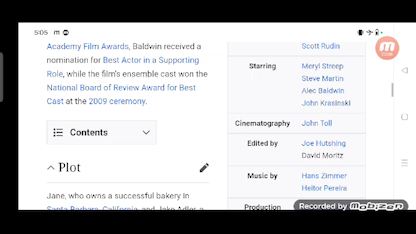 5:05 m
Academy Film Awards, Baldwin received a
nomination for Best Actor in a Supporting
Role, while the film's ensemble cast won the
National Board of Review Award for Best
Cast at the 2009 ceremony.
Contents
Plot
Jane, who owns a successful bakery in
Santa Barbara, California, and Jake Adler, a
Scott Rudin
Starring Meryl Streep
Steve Martin
Alec Baldwin
John Krasinski
Cinematography John Toll
Edited by Joe Hutshing
David Moritz
Music by Hans Zimmer
Heitor Pereira
Production
Recorded by Mobizen